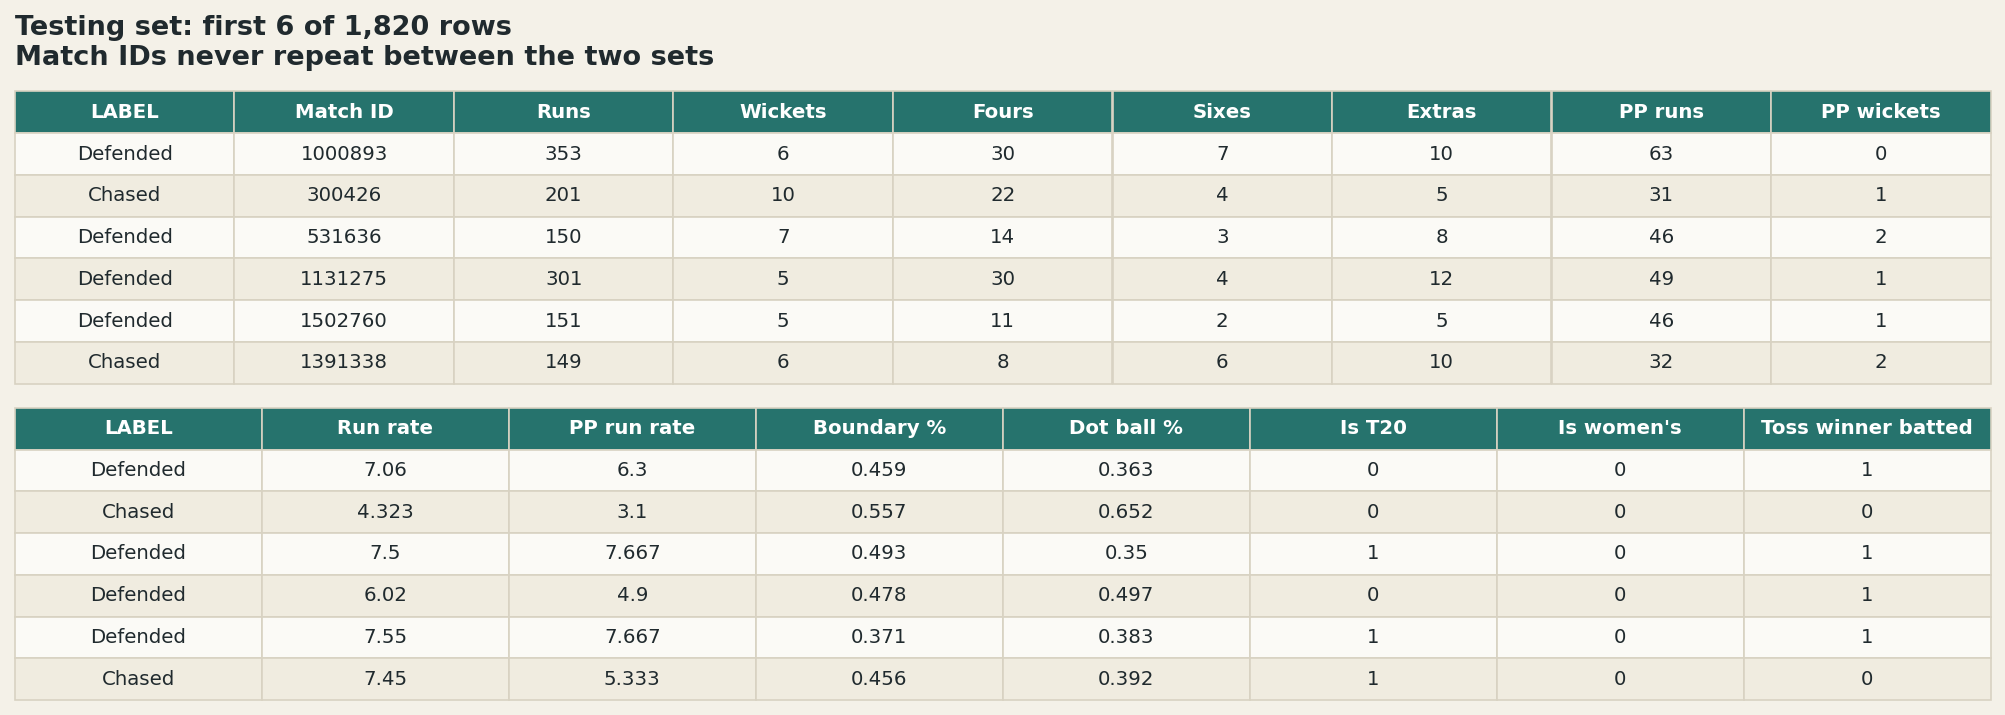 Testing set: first 6 of 1,820 rows
Match IDs never repeat between the two sets
LABEL Match ID Runs Wickets Fours Sixes Extras PP runs PP wickets
Defended 1000893 353 6 30 7 10 63 0
Chased 300426 201 10 22 4 5 31 1
Defended 531636 150 7 14 3 8 46 2
Defended 1131275 301 5 30 4 12 49 1
Defended 1502760 151 5 11 2 5 46 1
Chased 1391338 149 6 8 6 10 32 2
LABEL Run rate PP run rate Boundary % Dot ball % Is T20 Is women's Toss winner batted
Defended 7.06 6.3 0.459 0.363 0 0 1
Chased 4.323 3.1 0.557 0.652 0 0 0
Defended 7.5 7.667 0.493 0.35 1 0 1
Defended 6.02 4.9 0.478 0.497 0 0 1
Defended 7.55 7.667 0.371 0.383 1 0 1
Chased 7.45 5.333 0.456 0.392 1 0 0